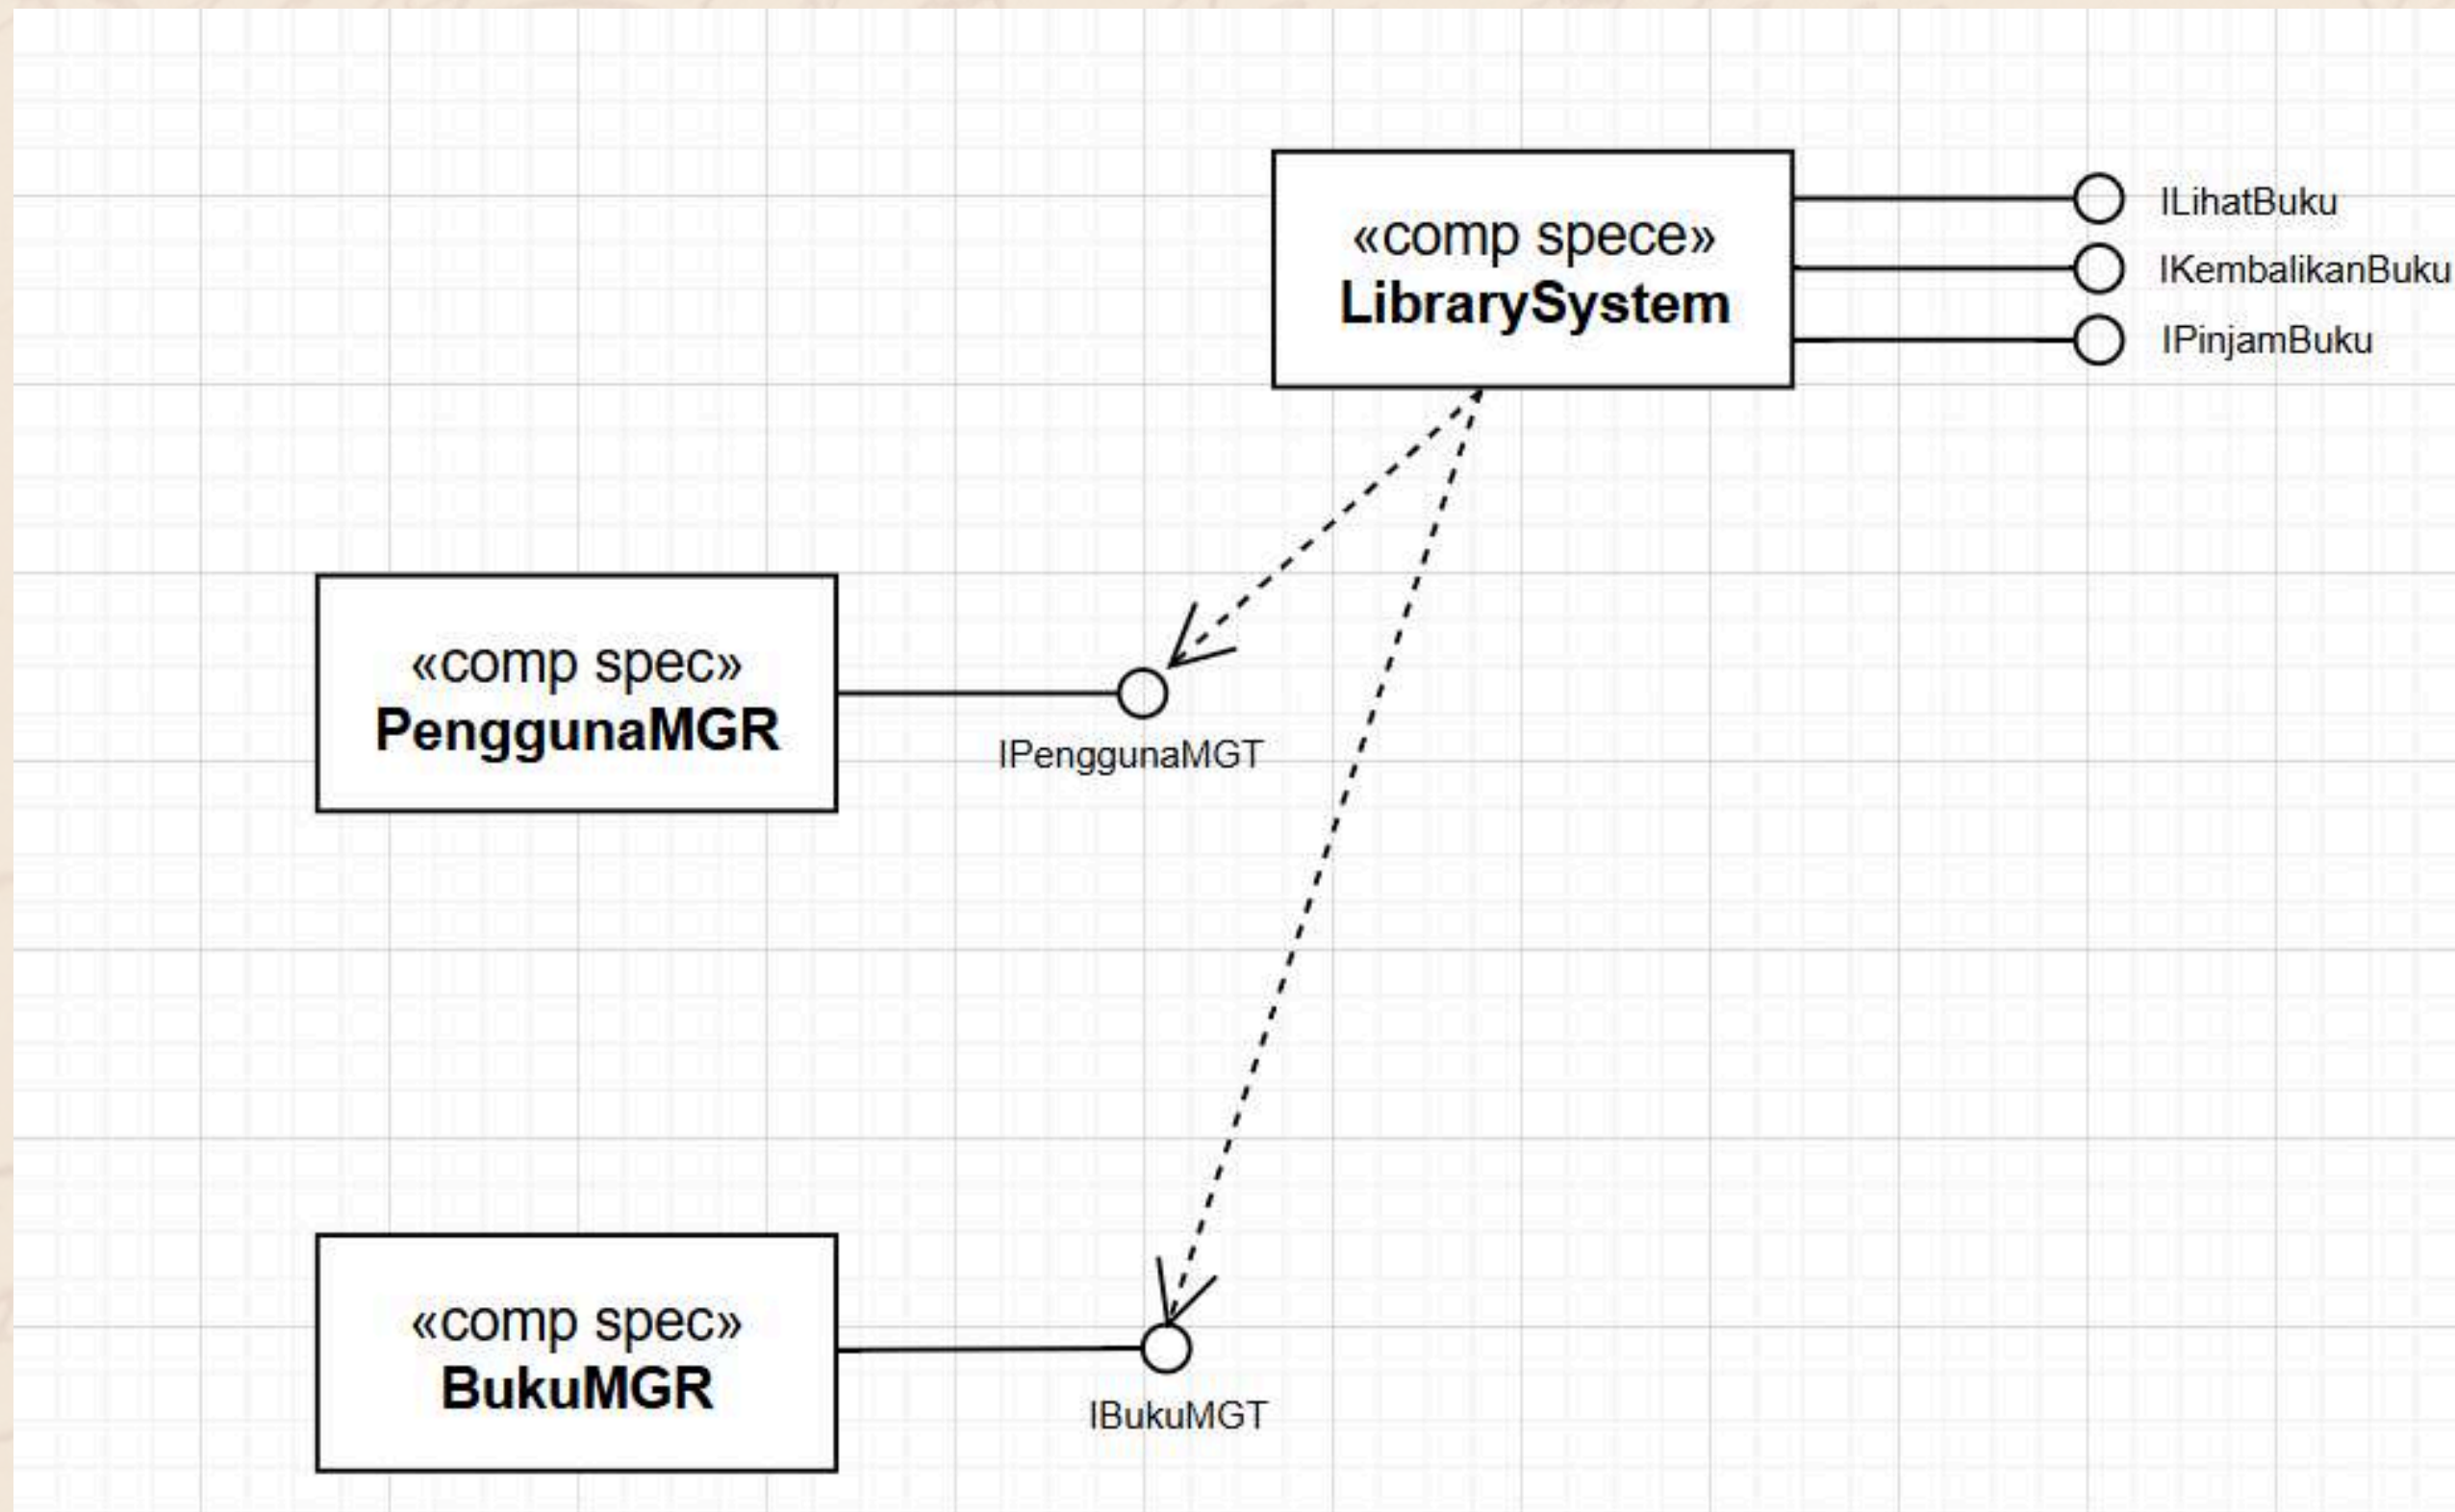 «comp spece»
LibrarySystem
ILihatBuku
IKembalikanBuku
IPinjamBuku
«comp spec»
PenggunaMGR
IPenggunaMGT
«comp spec»
BukuMGR
IBukuMGT